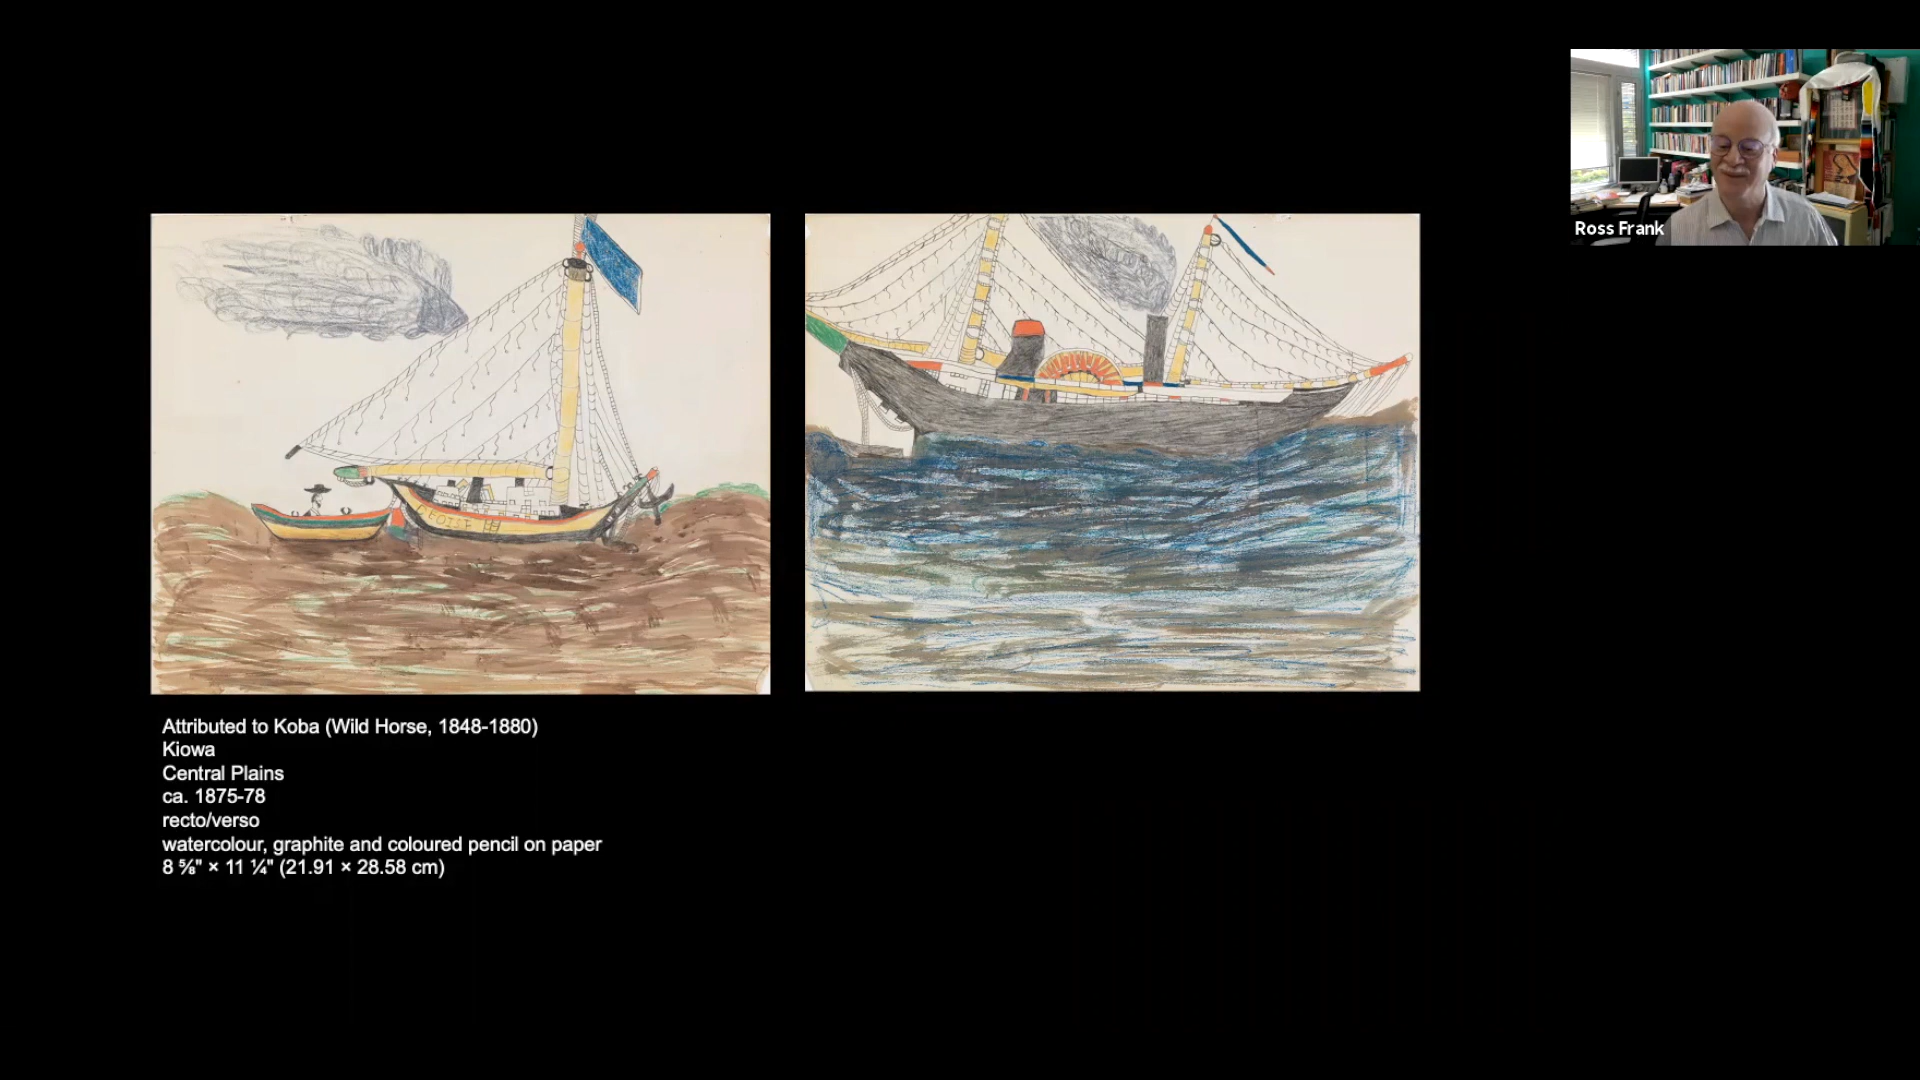 Ross Frank
Attributed to Koba (Wild Horse, 1848-1880)
Kiowa
Central Plains
ca. 1875-78
recto/verso
watercolour, graphite and coloured pencil on paper
8 ⅝" × 11 ¼" (21.91 × 28.58 cm)